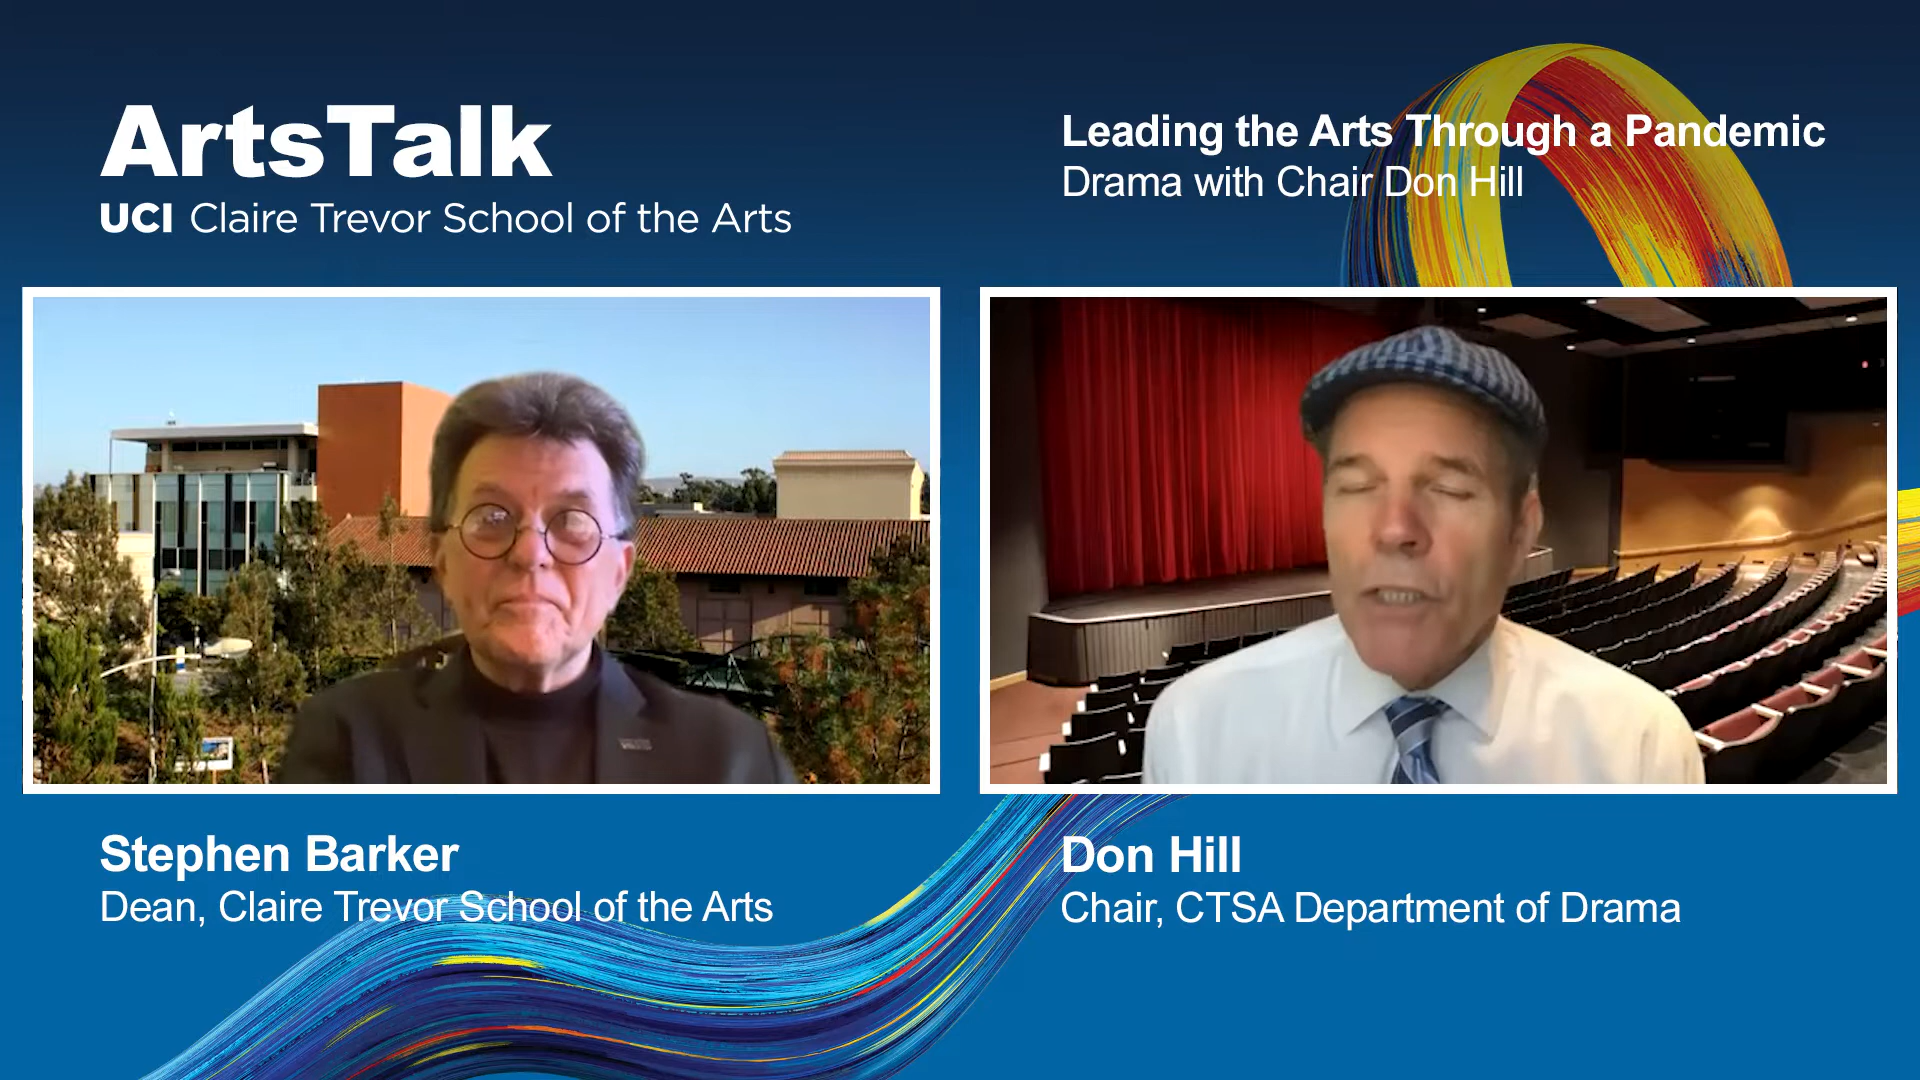 ArtsTalk
UCI Claire Trevor School of the Arts
Leading the Arts Through a Pandemic
Drama with Chair Don Hill
Stephen Barker
Dean, Claire Trevor School of the Arts
Don Hill
Chair, CTSA Department of Drama